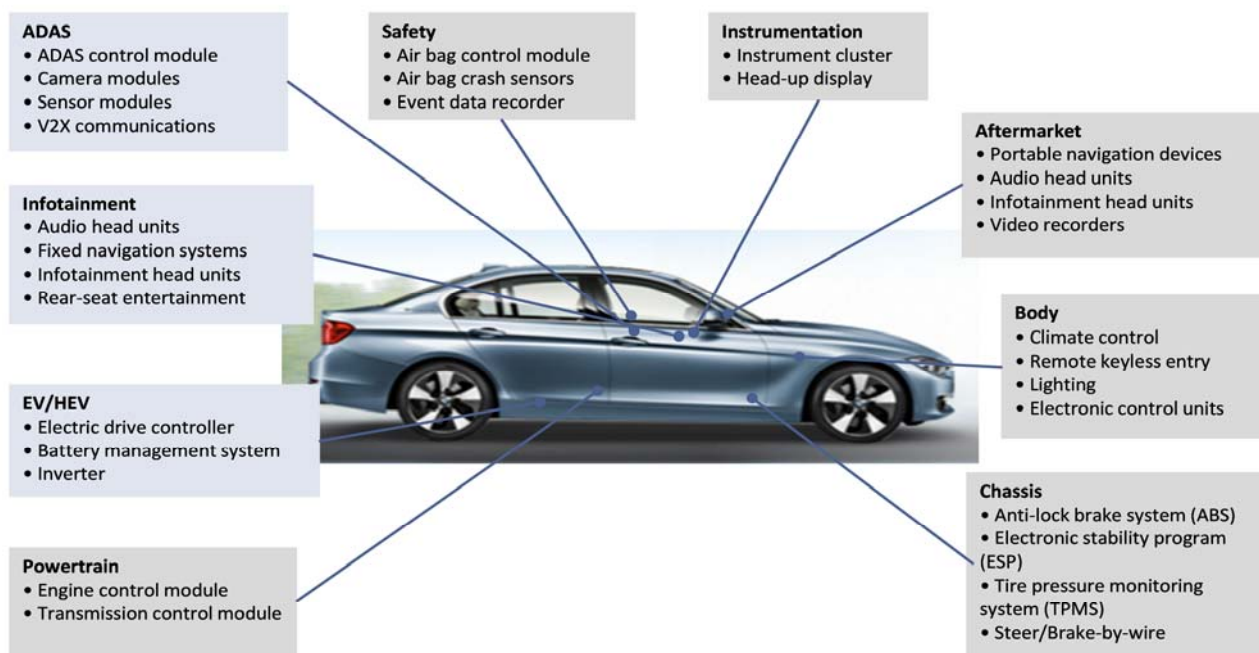 ADAS
• ADAS control module
• Camera modules
• Sensor modules
• V2X communications
Safety
• Air bag control module
• Air bag crash sensors
• Event data recorder
Instrumentation
• Instrument cluster
• Head-up display
Aftermarket
• Portable navigation devices
• Audio head units
• Infotainment head units
• Video recorders
Infotainment
• Audio head units
• Fixed navigation systems
• Infotainment head units
• Rear-seat entertainment
Body
• Climate control
• Remote keyless entry
• Lighting
• Electronic control units
EV/HEV
• Electric drive controller
• Battery management system
• Inverter
Chassis
• Anti-lock brake system (ABS)
• Electronic stability program
(ESP)
• Tire pressure monitoring
system (TPMS)
• Steer/Brake-by-wire
Powertrain
• Engine control module
• Transmission control module